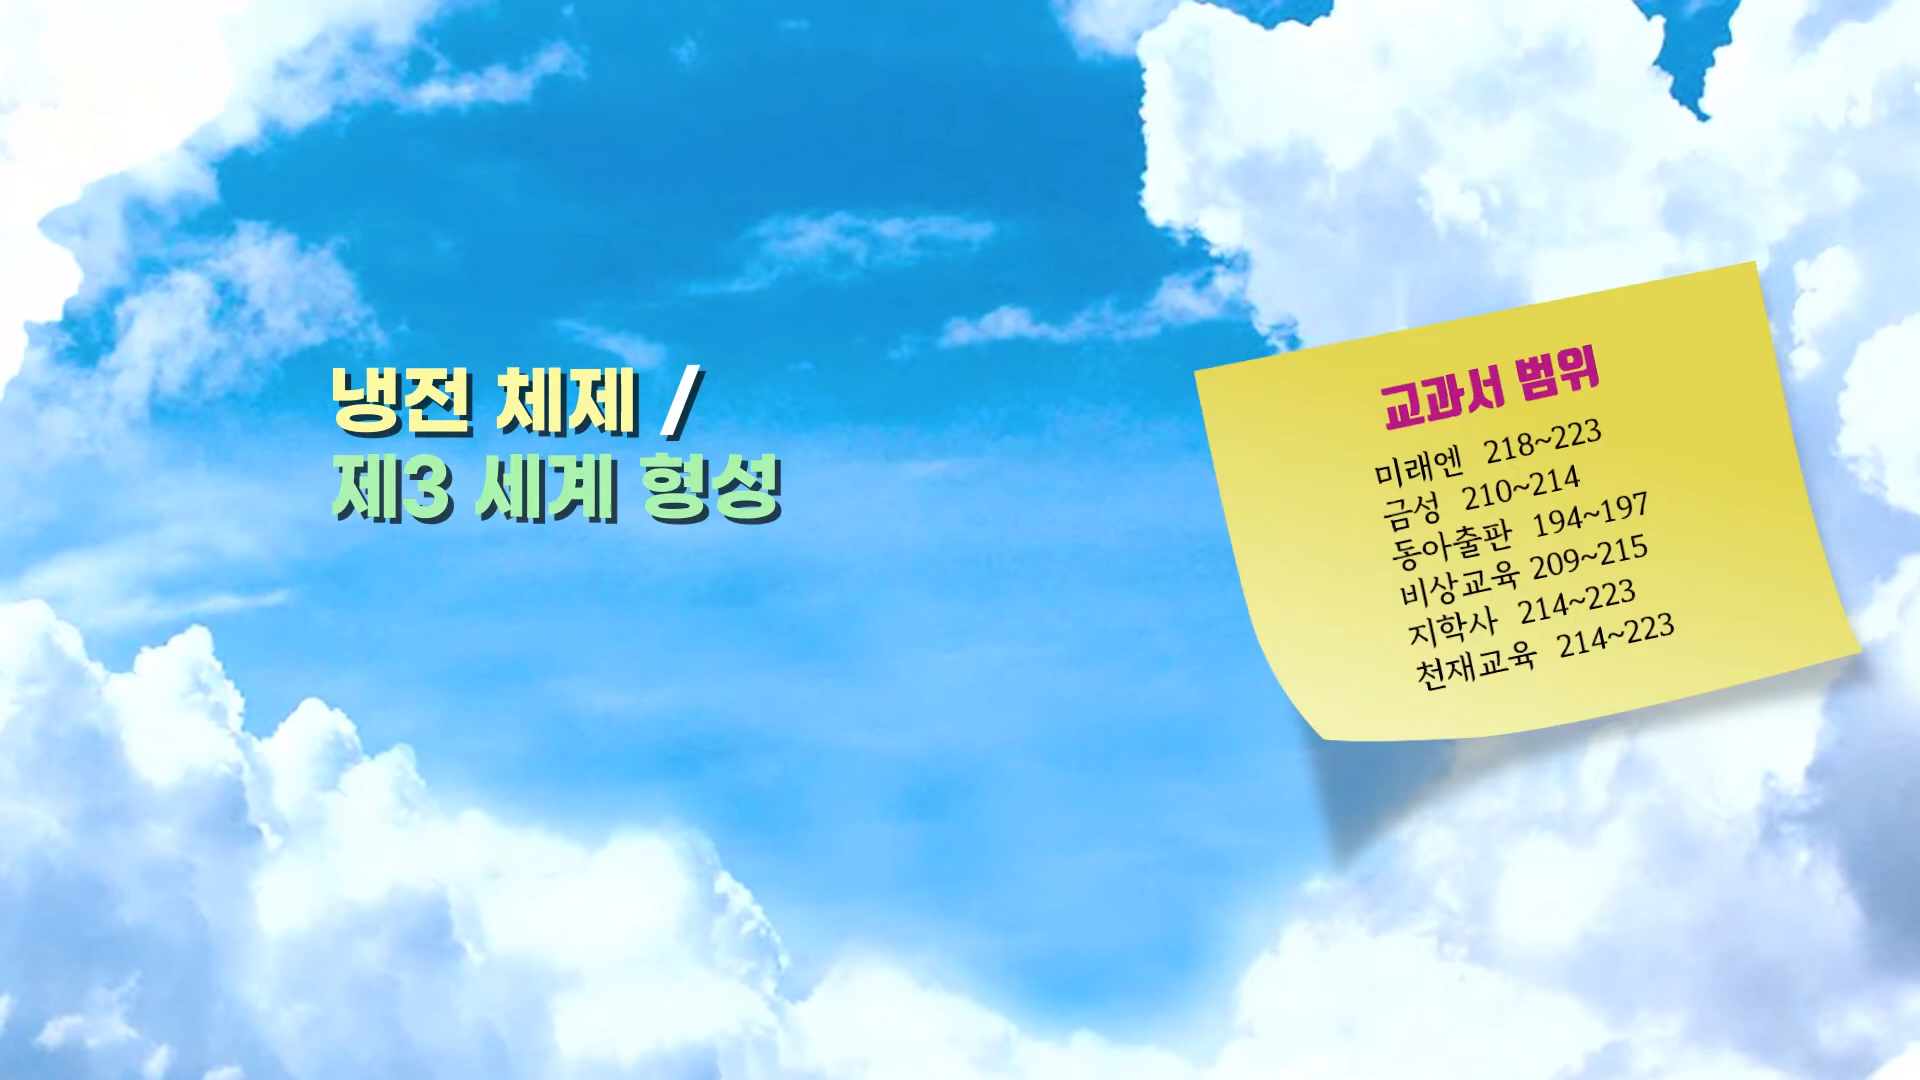 냉전 체제 /
제3 세계 형성
교과서 범위
미래엔 218~223
금성 210~214
동아출판 194~197
비상교육 209~215
지학사 214~223
천재교육 214~223